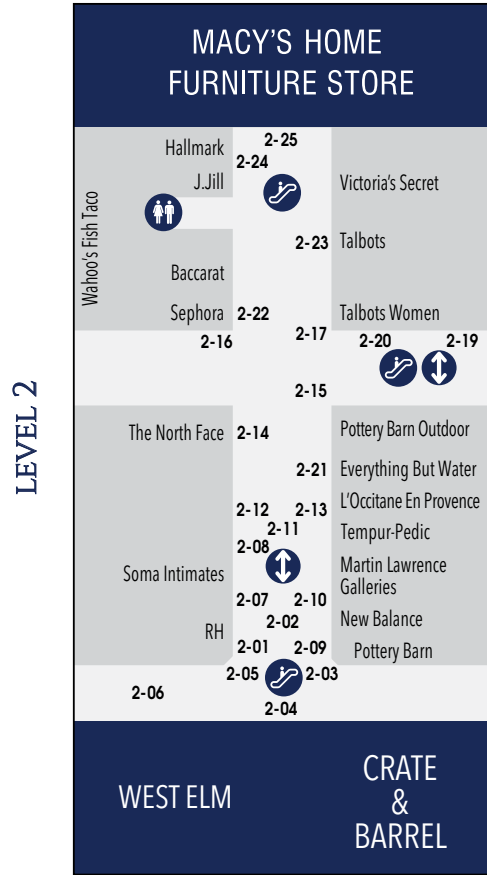 MACY'S HOME
FURNITURE STORE
2-25
Hallmark
2-24
J.Jill
Victoria's Secret
Wahoo's Fish Taco
2-23
Talbots
Baccarat
Sephora
2-22
Talbots Women
2-16
2-17
2-20
2-19
2-15
LEVEL 2
The North Face
2-14
Pottery Barn Outdoor
2-21
Everything But Water
2-12
2-13
L'Occitane En Provence
2-11
Tempur-Pedic
2-08
Soma Intimates
Martin Lawrence
Galleries
2-07
2-10
2-02
New Balance
RH
2-01
2-09
Pottery Barn
2-05
2-03
2-06
2-04
WEST ELM
CRATE
&
BARREL